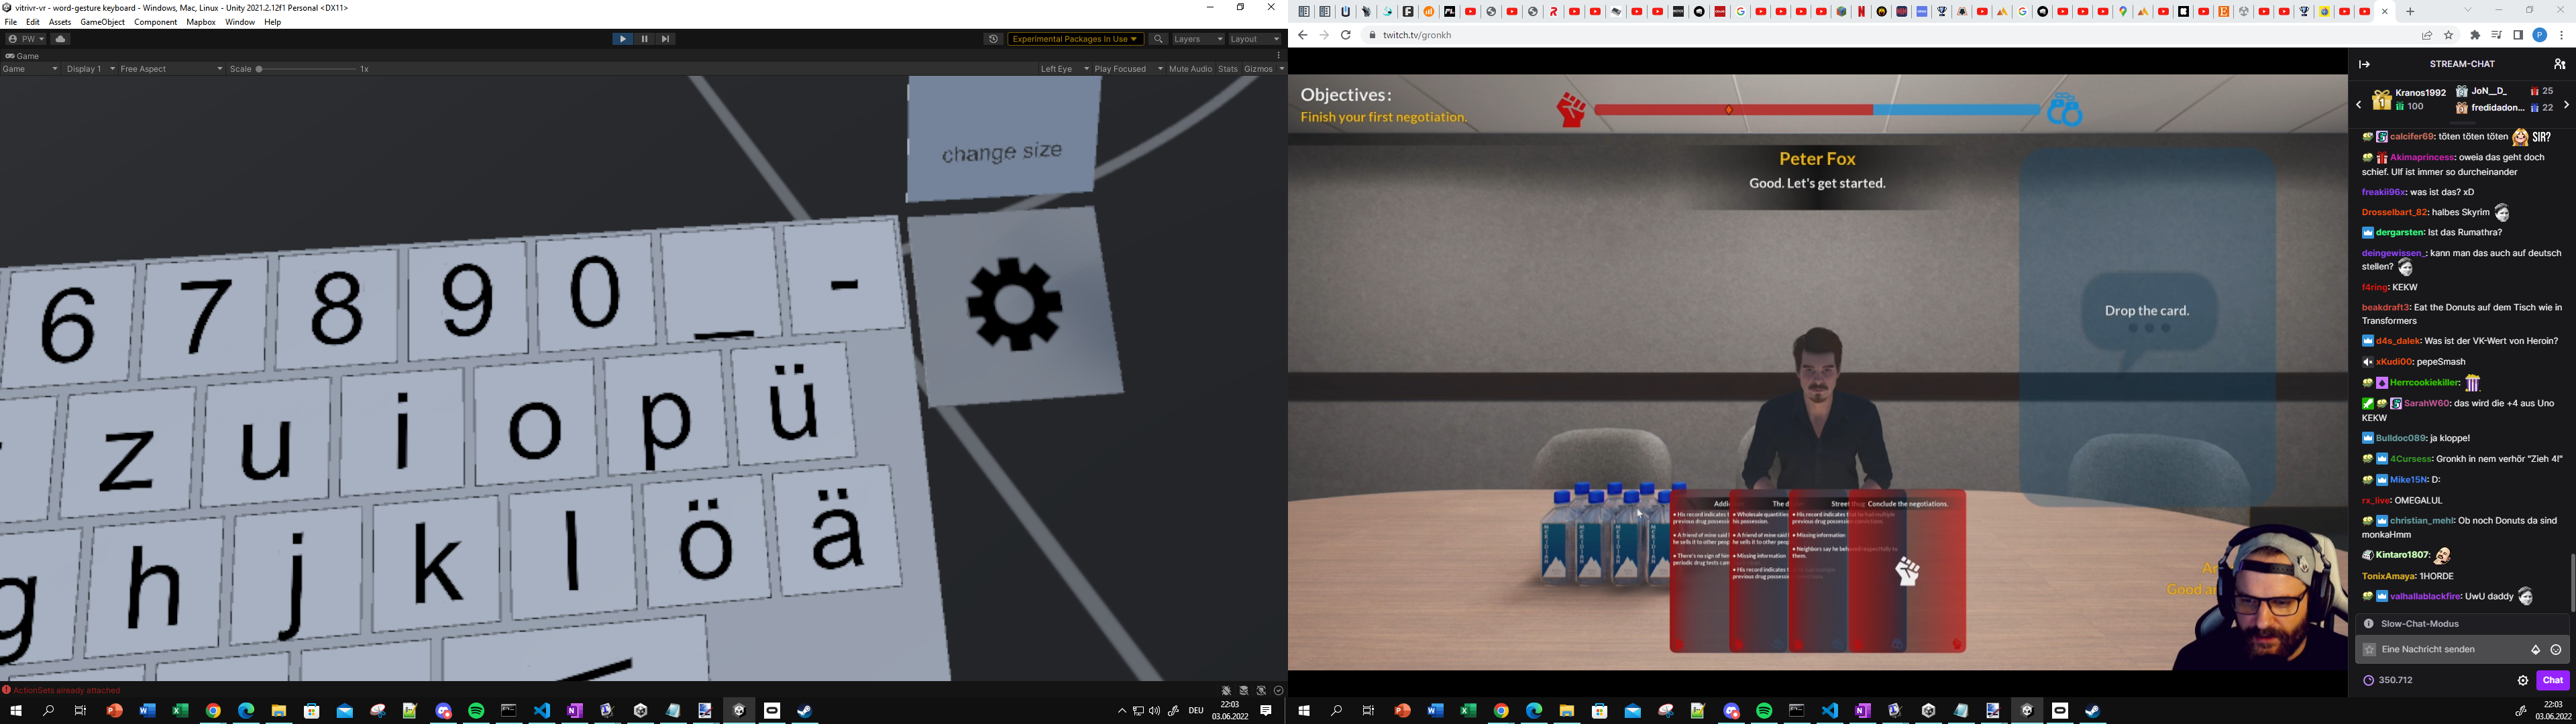 vitrivr-vr - word-gesture keyboard - Windows, Mac, Linux - Unity 2021.2.12f1 Personal <DX11>
File Edit Assets GameObject Component Mapbox Window Help
PW
Experimental Packages In Use
Layers
Layout
Game
Game Display 1 Free Aspect Scale 1x
Left Eye Play Focused Mute Audio Stats Gizmos
change size
6 7 8 9 0 _ -
z u i o p ü
g h j k l ö ä
ActionSets already attached
DEU
22:03
03.06.2022
twitch.tv/gronkh
Objectives:
Finish your first negotiation.
Peter Fox
Good. Let's get started.
Drop the card.
Conclude the negotiations.
• Missing information
• Missing information
STREAM-CHAT
Kranos1992
100
JoN__D_ 25
fredidadon... 22
calcifer69: töten töten töten SIR?
Akimaprincess: oweia das geht doch
schief. Ulf ist immer so durcheinander
freakii96x: was ist das? xD
Drosselbart_82: halbes Skyrim
dergarsten: Ist das Rumathra?
deingewissen_: kann man das auch auf deutsch
stellen?
f4ring: KEKW
beakdraft3: Eat the Donuts auf dem Tisch wie in
Transformers
d4s_dalek: Was ist der VK-Wert von Heroin?
xKudi00: pepeSmash
Herrcookiekiller:
SarahW60: das wird die +4 aus Uno
KEKW
Bulldoc089: ja kloppe!
4Cursess: Gronkh in nem verhör "Zieh 4!"
Mike15N: D:
rx_live: OMEGALUL
christian_mehl: Ob noch Donuts da sind
monkaHmm
Kintaro1807:
TonixAmaya: 1HORDE
valhallablackfire: UwU daddy
Slow-Chat-Modus
Eine Nachricht senden
350.712
Chat
22:03
03.06.2022